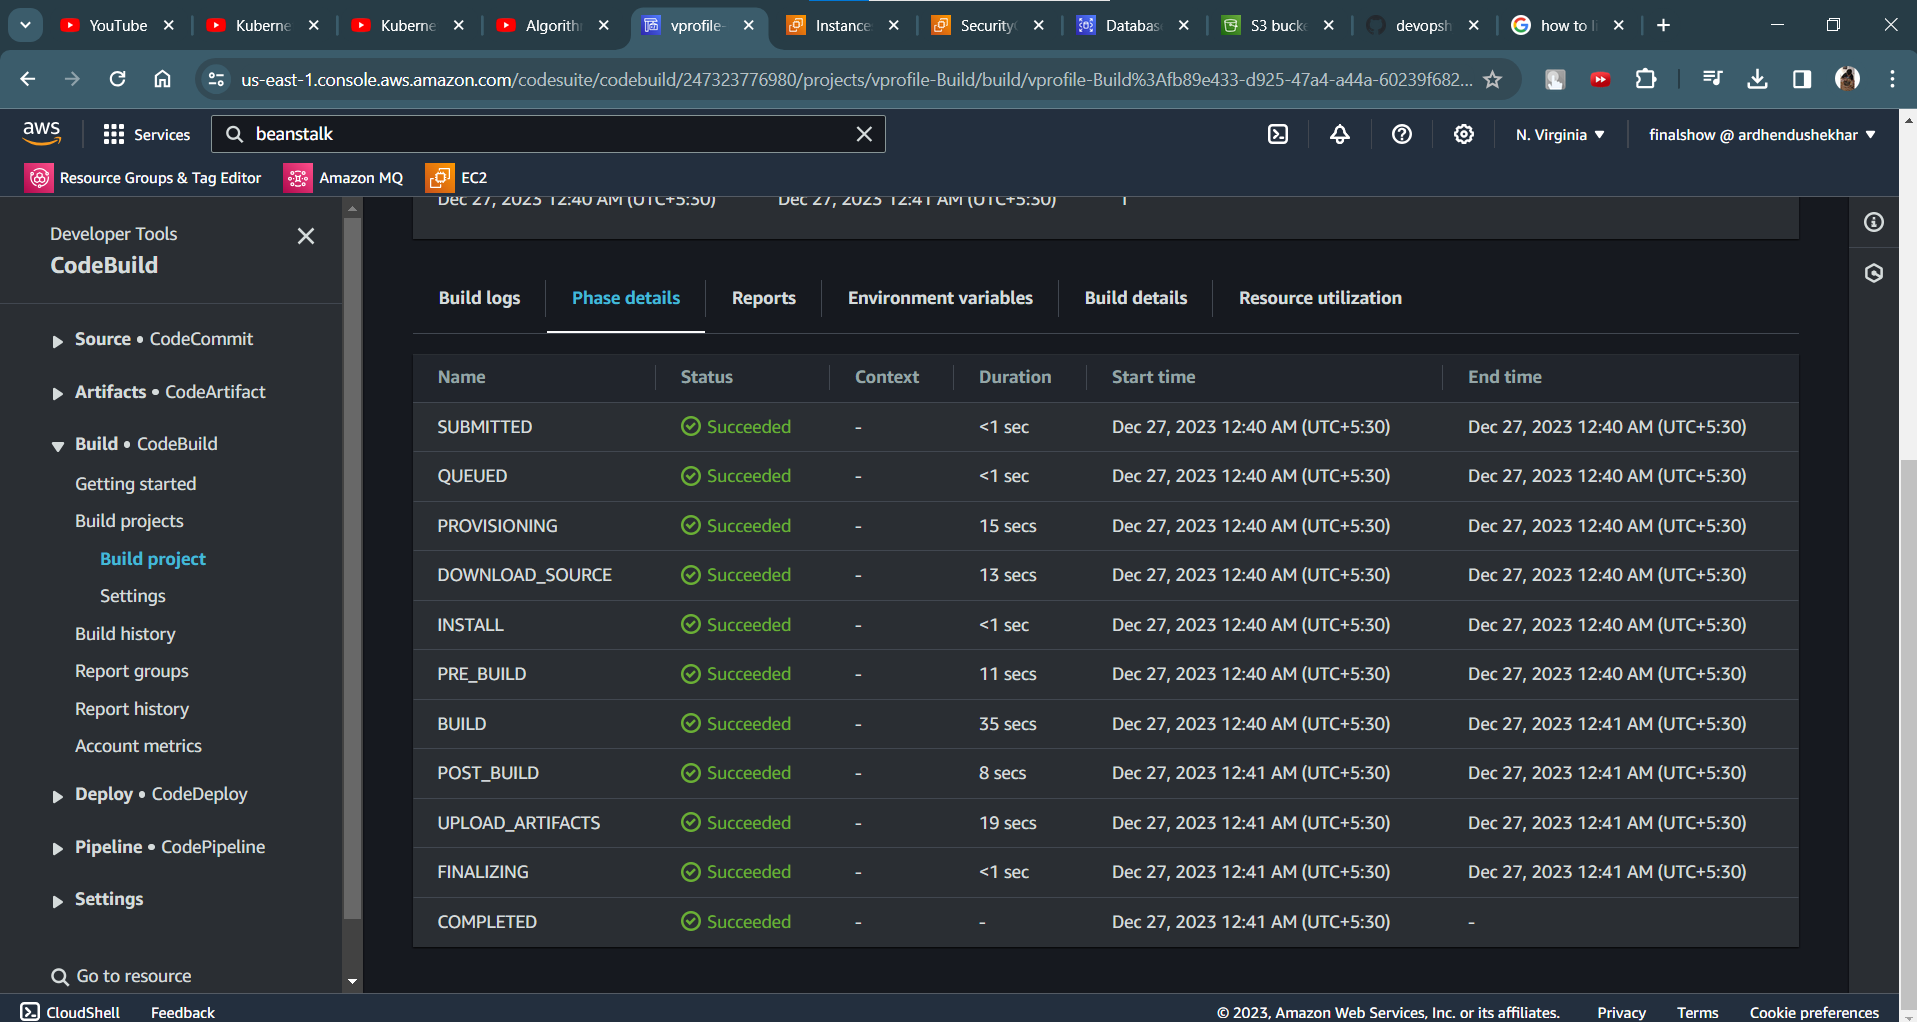 YouTube
Kuberne
Kuberne
Algorith
vprofile-
Instance
Security
Databas
S3 buck
devopsh
how to li
us-east-1.console.aws.amazon.com/codesuite/codebuild/247323776980/projects/vprofile-Build/build/vprofile-Build%3Afb89e433-d925-47a4-a44a-60239f682...
aws
Services
beanstalk
N. Virginia
finalshow @ ardhendushekhar
Resource Groups & Tag Editor
Amazon MQ
EC2
Developer Tools
CodeBuild
Source • CodeCommit
Artifacts • CodeArtifact
Build • CodeBuild
Getting started
Build projects
Build project
Settings
Build history
Report groups
Report history
Account metrics
Deploy • CodeDeploy
Pipeline • CodePipeline
Settings
Go to resource
Dec 27, 2023 12:40 AM (UTC+5:30) Dec 27, 2023 12:41 AM (UTC+5:30) 1
Build logs Phase details Reports Environment variables Build details Resource utilization
Name Status Context Duration Start time End time
SUBMITTED Succeeded - <1 sec Dec 27, 2023 12:40 AM (UTC+5:30) Dec 27, 2023 12:40 AM (UTC+5:30)
QUEUED Succeeded - <1 sec Dec 27, 2023 12:40 AM (UTC+5:30) Dec 27, 2023 12:40 AM (UTC+5:30)
PROVISIONING Succeeded - 15 secs Dec 27, 2023 12:40 AM (UTC+5:30) Dec 27, 2023 12:40 AM (UTC+5:30)
DOWNLOAD_SOURCE Succeeded - 13 secs Dec 27, 2023 12:40 AM (UTC+5:30) Dec 27, 2023 12:40 AM (UTC+5:30)
INSTALL Succeeded - <1 sec Dec 27, 2023 12:40 AM (UTC+5:30) Dec 27, 2023 12:40 AM (UTC+5:30)
PRE_BUILD Succeeded - 11 secs Dec 27, 2023 12:40 AM (UTC+5:30) Dec 27, 2023 12:40 AM (UTC+5:30)
BUILD Succeeded - 35 secs Dec 27, 2023 12:40 AM (UTC+5:30) Dec 27, 2023 12:41 AM (UTC+5:30)
POST_BUILD Succeeded - 8 secs Dec 27, 2023 12:41 AM (UTC+5:30) Dec 27, 2023 12:41 AM (UTC+5:30)
UPLOAD_ARTIFACTS Succeeded - 19 secs Dec 27, 2023 12:41 AM (UTC+5:30) Dec 27, 2023 12:41 AM (UTC+5:30)
FINALIZING Succeeded - <1 sec Dec 27, 2023 12:41 AM (UTC+5:30) Dec 27, 2023 12:41 AM (UTC+5:30)
COMPLETED Succeeded - - Dec 27, 2023 12:41 AM (UTC+5:30) -
CloudShell Feedback © 2023, Amazon Web Services, Inc. or its affiliates. Privacy Terms Cookie preferences